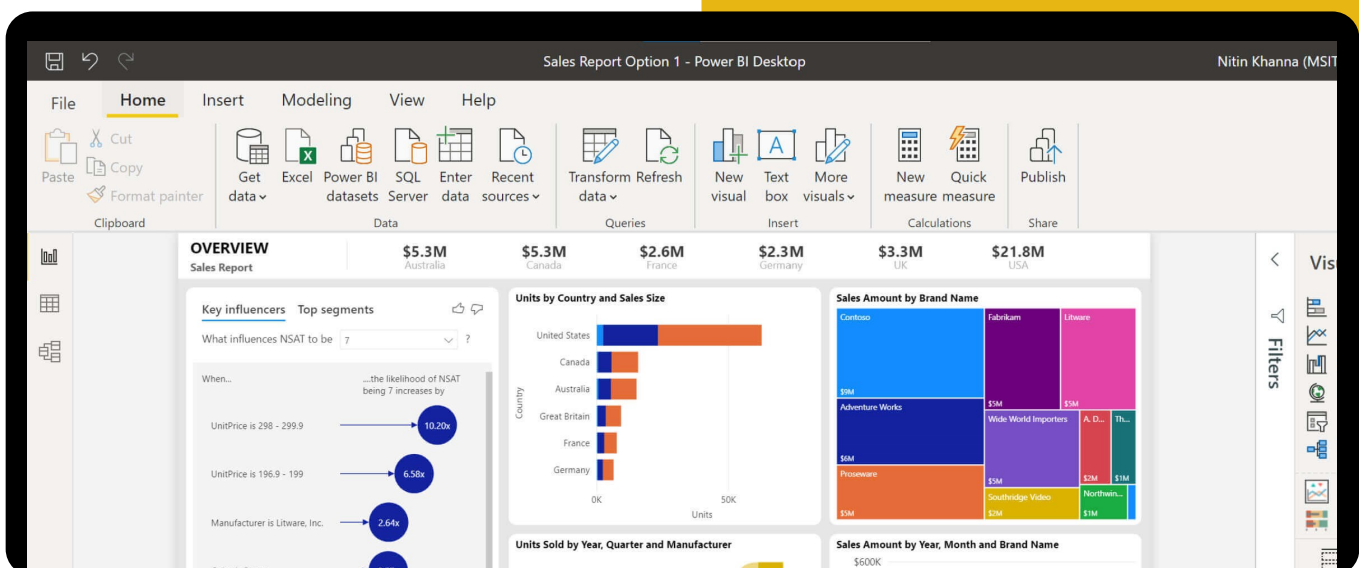 Sales Report Option 1 - Power BI Desktop
Nitin Khanna (MSIT
File Home Insert Modeling View Help
Paste
Cut
Copy
Format painter
Clipboard
Get data
Excel
Power BI datasets
SQL Server
Enter data
Recent sources
Data
Transform data
Refresh
Queries
New visual
Text box
More visuals
Insert
New measure
Quick measure
Calculations
Publish
Share
OVERVIEW
Sales Report
$5.3M
Australia
$5.3M
Canada
$2.6M
France
$2.3M
Germany
$3.3M
UK
$21.8M
USA
Key influencers Top segments
What influences NSAT to be 7 ?
When...
....the likelihood of NSAT
being 7 increases by
UnitPrice is 298 - 299.9
10.20x
UnitPrice is 196.9 - 199
6.58x
Manufacturer is Litware, Inc.
2.64x
Units by Country and Sales Size
Country
United States
Canada
Australia
Great Britain
France
Germany
0K 50K
Units
Sales Amount by Brand Name
Contoso
$9M
Fabrikam
$5M
Litware
$5M
Adventure Works
$6M
Wide World Importers
$5M
A. D...
$2M
Th...
$1M
Proseware
$5M
Southridge Video
$2M
Northwin...
$1M
Units Sold by Year, Quarter and Manufacturer
Sales Amount by Year, Month and Brand Name
$600K
Filters
Vis